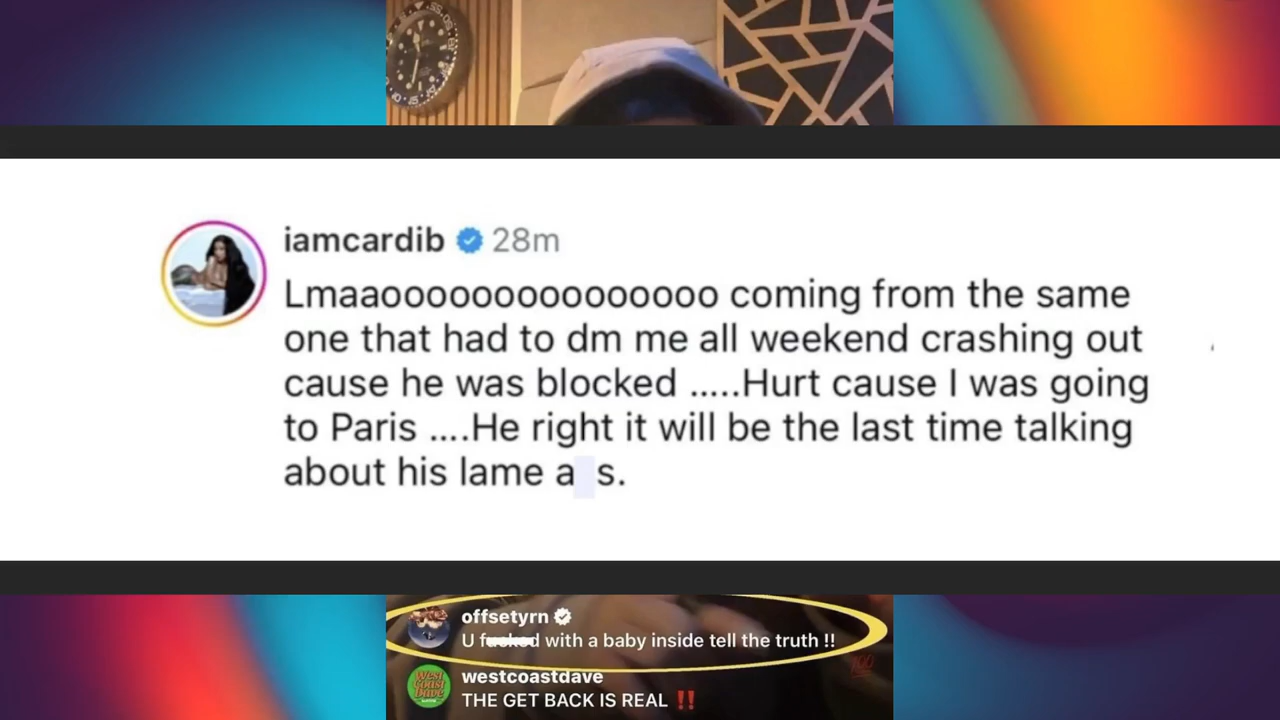 iamcardib 28m
Lmaaooooooooooooooo coming from the same
one that had to dm me all weekend crashing out
cause he was blocked .....Hurt cause I was going
to Paris ....He right it will be the last time talking
about his lame a s.
offsetyrn
U fucked with a baby inside tell the truth !!
westcoastdave
THE GET BACK IS REAL ‼️